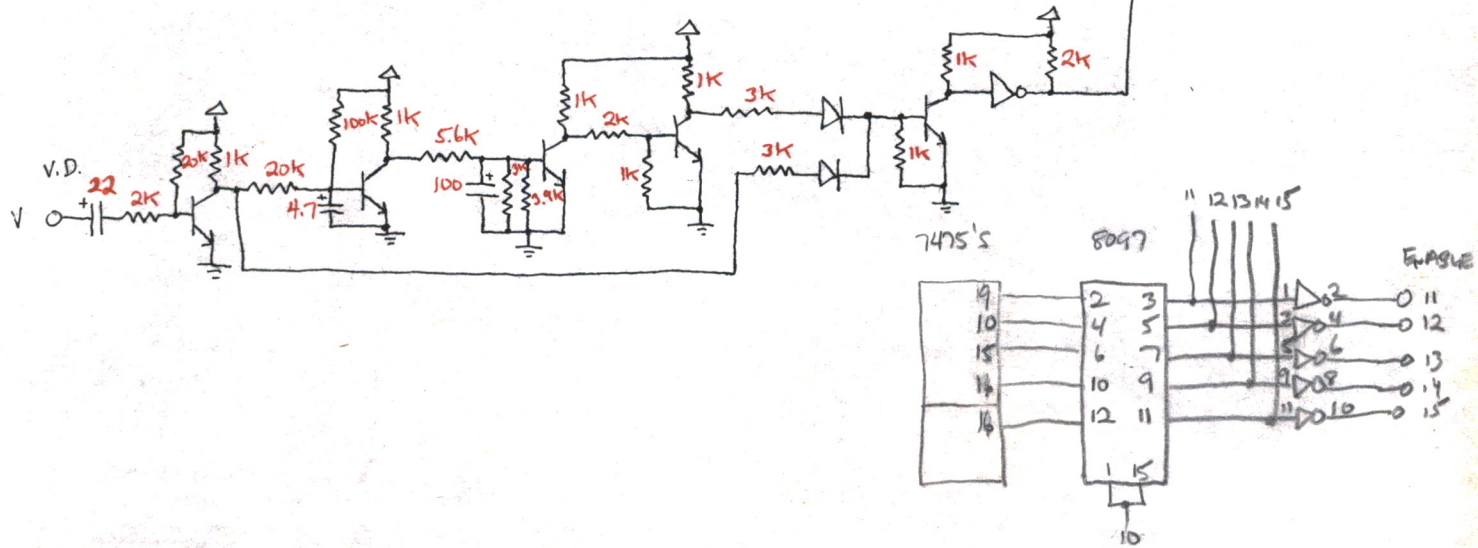 V.D.
V
22
2K
20K
1K
20K
100K
4.7
1K
5.6K
100
3.9K
1K
2K
1K
1K
3K
3K
1K
1K
2K
11 12 13 14 15
7475's
8097
ENABLE
9 2 3 1 2 11
10 4 5 3 4 12
15 6 7 5 6 13
16 10 9 9 8 14
16 12 11 11 10 15
1 15
10